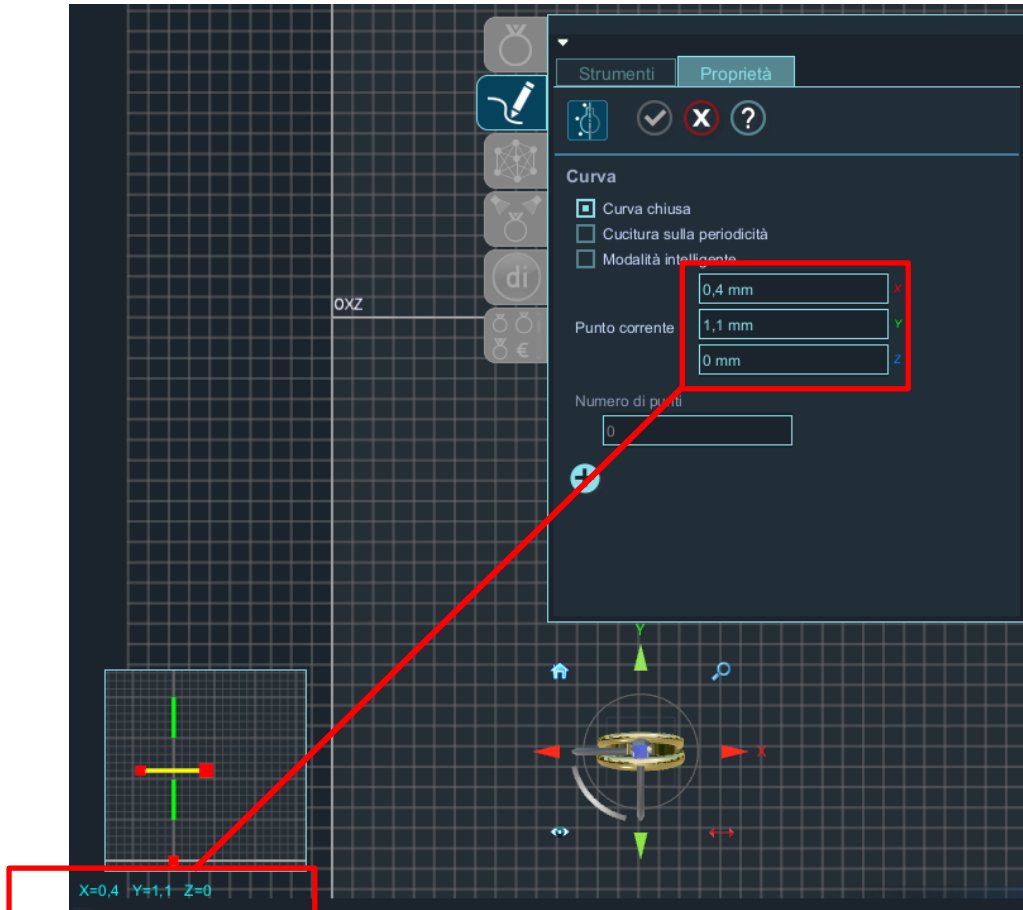 Strumenti Proprietà
?
Curva
Curva chiusa
Cucitura sulla periodicità
Modalità intelligente
0,4 mm X
di
OXZ
Punto corrente 1,1 mm Y
€
0 mm Z
Numero di punti
0
Y
X
X=0,4 Y=1,1 Z=0